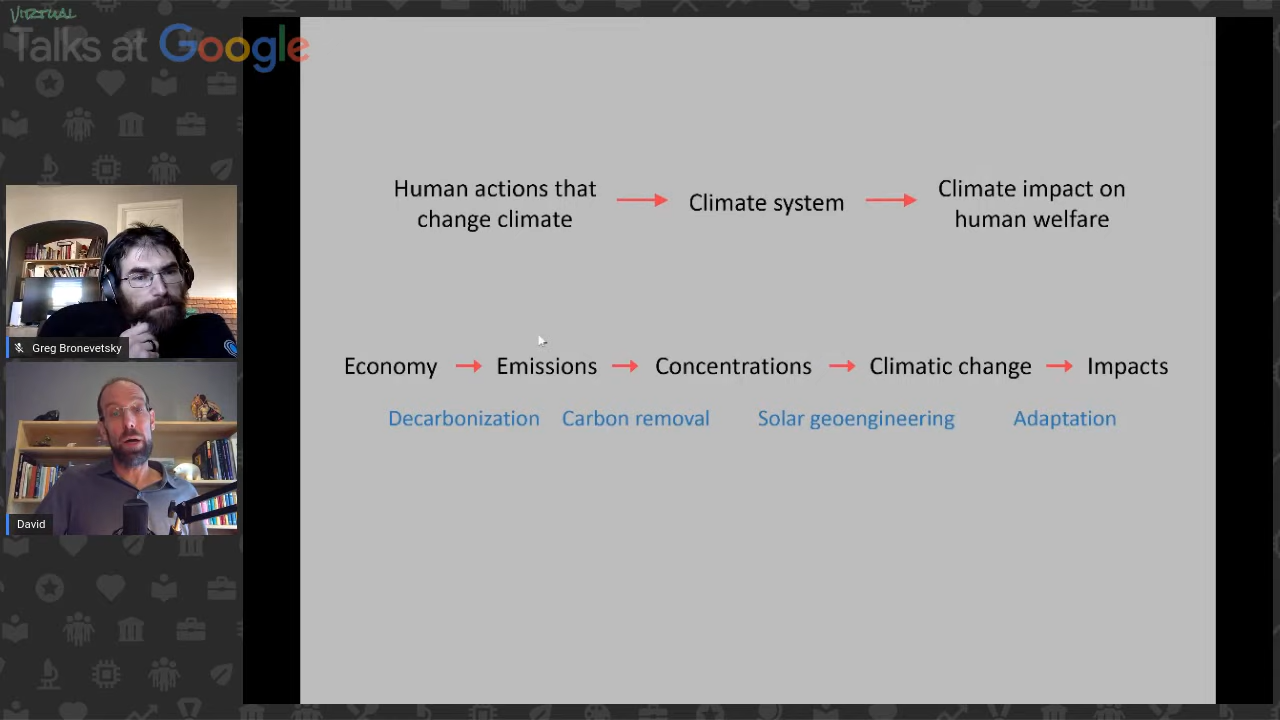 VIRTUAL
Talks at Google
Human actions that
change climate
Climate system
Climate impact on
human welfare
Economy → Emissions → Concentrations → Climatic change → Impacts
Decarbonization Carbon removal Solar geoengineering Adaptation
Greg Bronevetsky
David